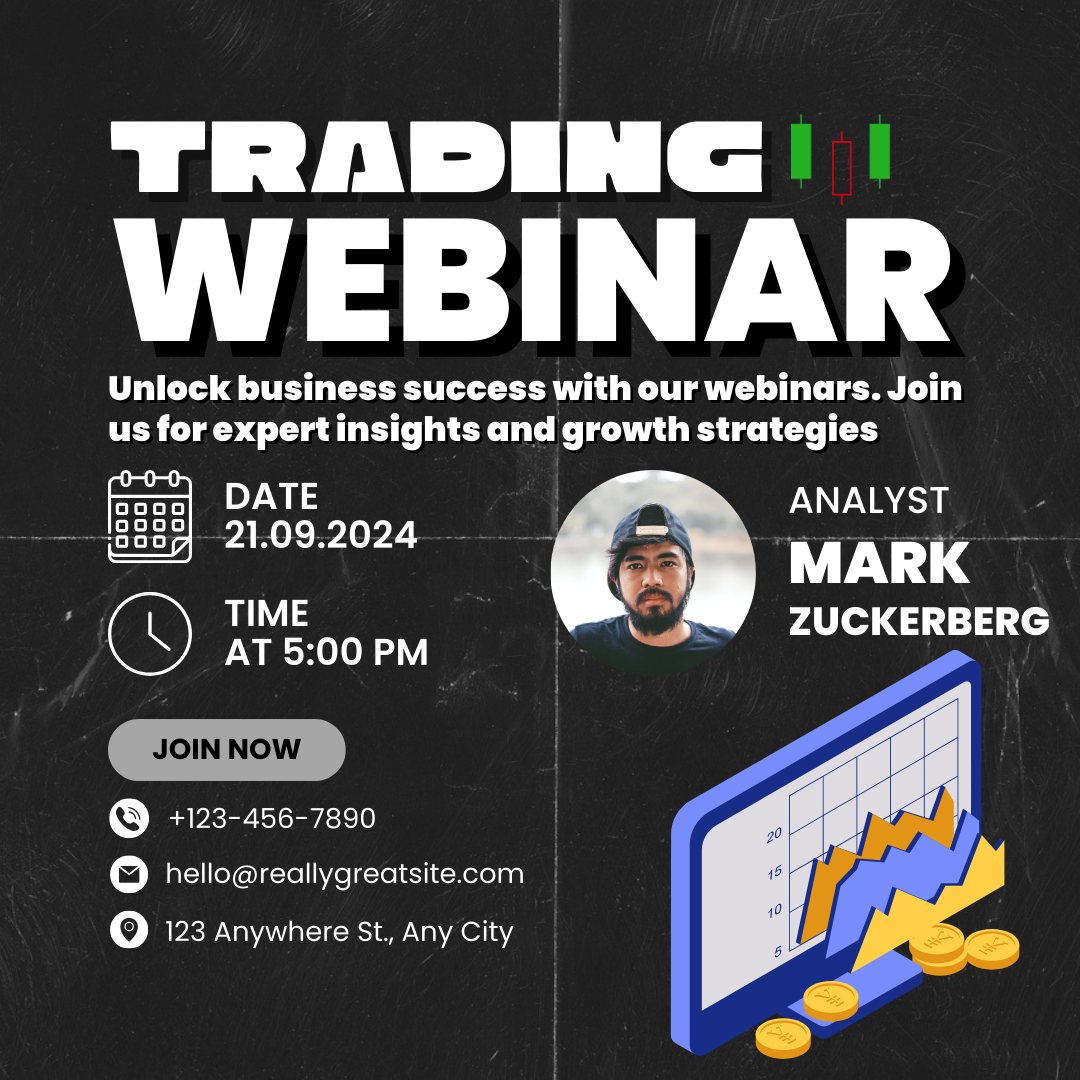 TRADING
WEBINAR
Unlock business success with our webinars. Join
us for expert insights and growth strategies
DATE
21.09.2024
TIME
AT 5:00 PM
ANALYST
MARK
ZUCKERBERG
JOIN NOW
+123-456-7890
hello@reallygreatsite.com
123 Anywhere St., Any City
20
15
10
5